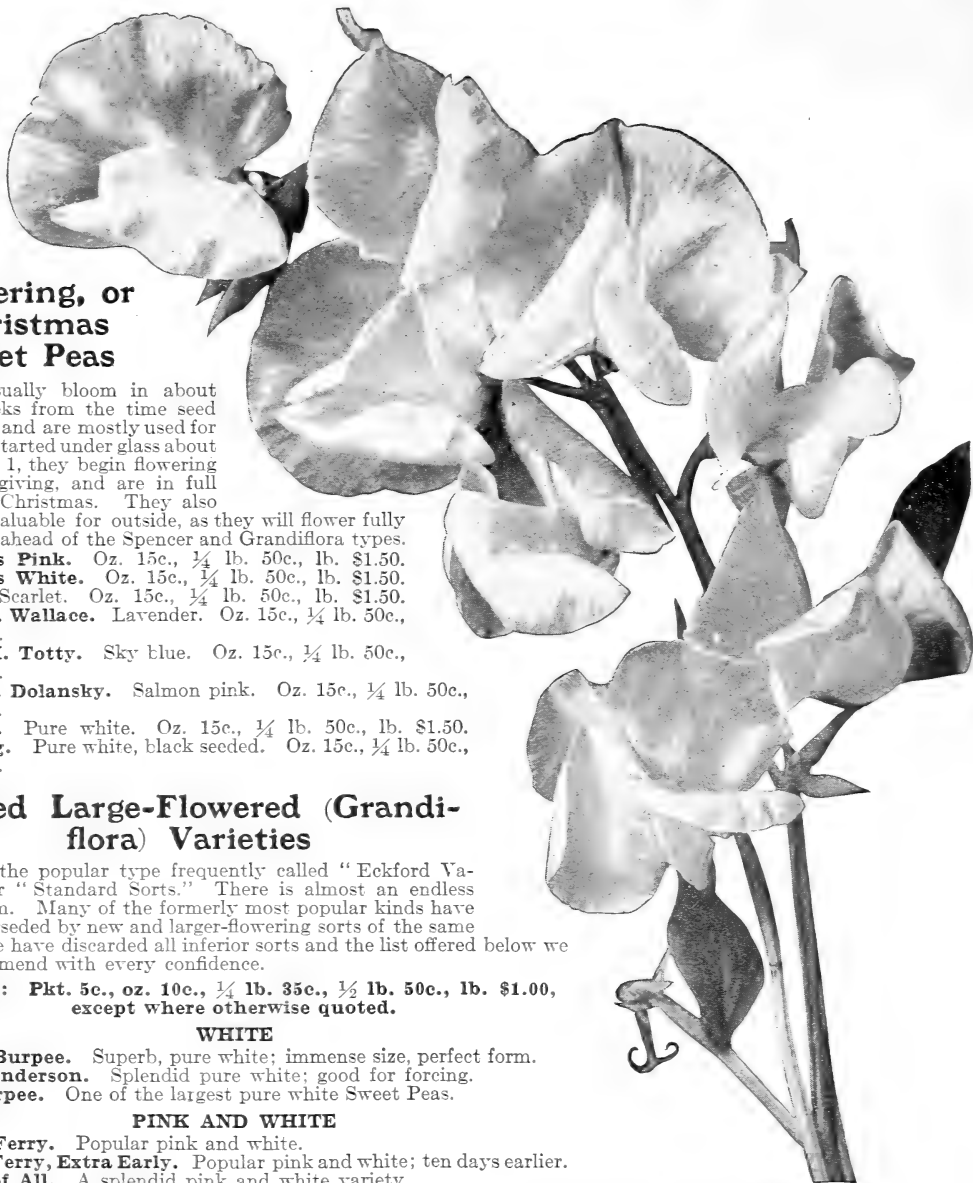 ering, or
ristmas
et Peas
ually bloom in about
ks from the time seed
and are mostly used for
tarted under glass about
1, they begin flowering
giving, and are in full
Christmas. They also
aluable for outside, as they will flower fully
ahead of the Spencer and Grandiflora types.
s Pink. Oz. 15c., ¼ lb. 50c., lb. $1.50.
s White. Oz. 15c., ¼ lb. 50c., lb. $1.50.
Scarlet. Oz. 15c., ¼ lb. 50c., lb. $1.50.
. Wallace. Lavender. Oz. 15c., ¼ lb. 50c.,
. Totty. Sky blue. Oz. 15c., ¼ lb. 50c.,
Dolansky. Salmon pink. Oz. 15c., ¼ lb. 50c.,
. Pure white. Oz. 15c., ¼ lb. 50c., lb. $1.50.
g. Pure white, black seeded. Oz. 15c., ¼ lb. 50c.,
ed Large-Flowered (Grandi-
flora) Varieties
the popular type frequently called "Eckford Va-
r "Standard Sorts." There is almost an endless
n. Many of the formerly most popular kinds have
seded by new and larger-flowering sorts of the same
e have discarded all inferior sorts and the list offered below we
mend with every confidence.
: Pkt. 5c., oz. 10c., ¼ lb. 35c., ½ lb. 50c., lb. $1.00,
except where otherwise quoted.
WHITE
Burpee. Superb, pure white; immense size, perfect form.
nderson. Splendid pure white; good for forcing.
rpee. One of the largest pure white Sweet Peas.
PINK AND WHITE
Ferry. Popular pink and white.
Ferry, Extra Early. Popular pink and white; ten days earlier.
of All. A splendid pink and white variety.